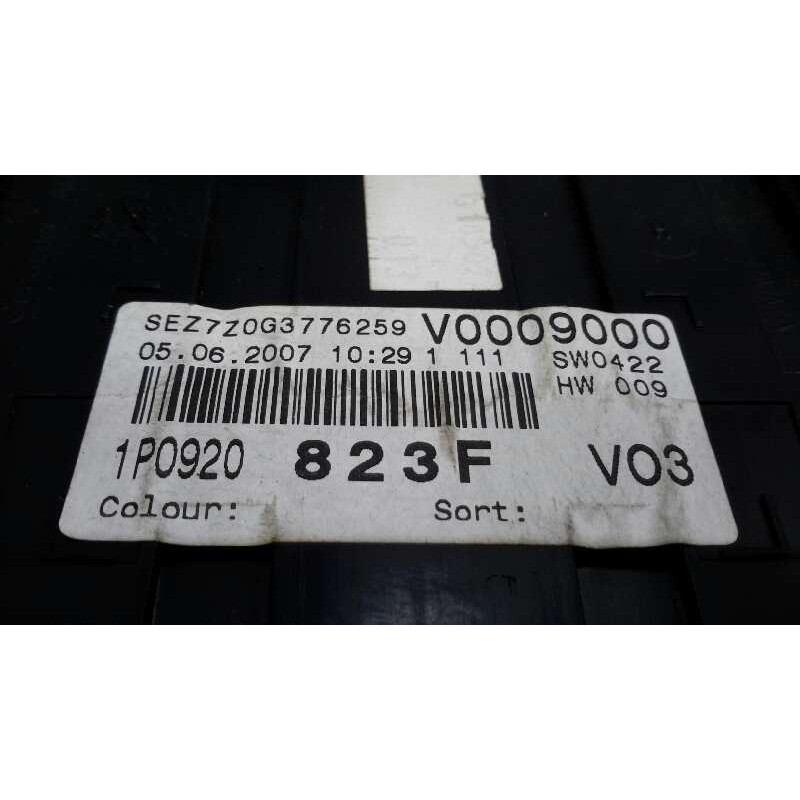 SEZ7Z0G3776259 V0009000
05.06.2007 10:29 1 111 SW0422
HW 009
1P0920 823F V03
Colour: Sort: